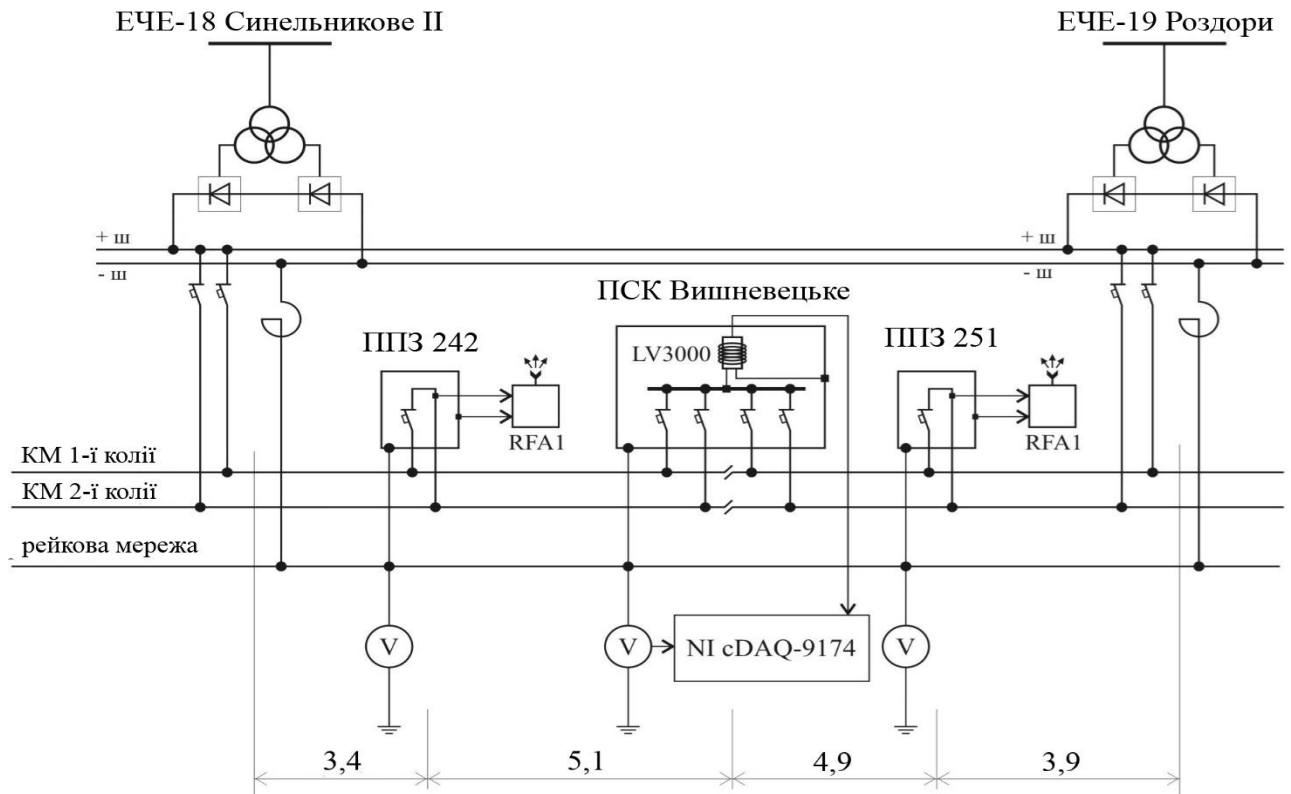 ЕЧЕ-18 Синельникове ІІ
ЕЧЕ-19 Роздори
+ ш
- ш
+ ш
- ш
ПСК Вишневецьке
ППЗ 242
LV3000
ППЗ 251
RFA1
RFA1
КМ 1-ї колії
КМ 2-ї колії
рейкова мережа
V
V
NI cDAQ-9174
V
3,4
5,1
4,9
3,9